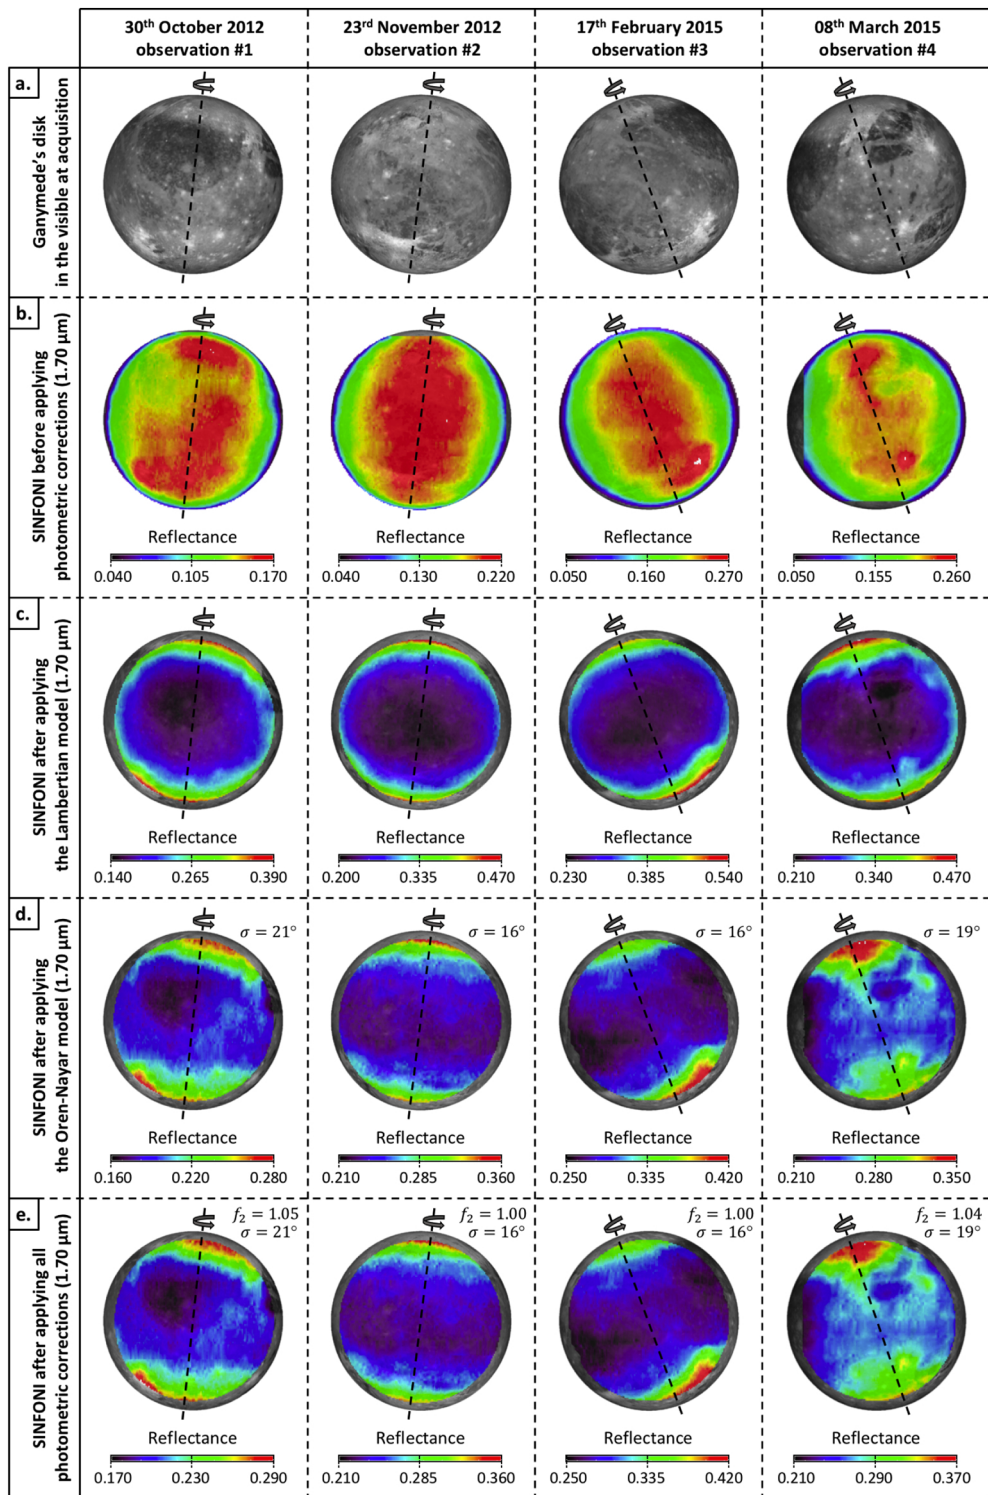 30th October 2012
observation #1
23rd November 2012
observation #2
17th February 2015
observation #3
08th March 2015
observation #4
a.
Ganymede's disk
in the visible at acquisition
b.
SINFONI before applying
photometric corrections (1.70 µm)
Reflectance
0.040 0.105 0.170
Reflectance
0.040 0.130 0.220
Reflectance
0.050 0.160 0.270
Reflectance
0.050 0.155 0.260
c.
SINFONI after applying
the Lambertian model (1.70 µm)
Reflectance
0.140 0.265 0.390
Reflectance
0.200 0.335 0.470
Reflectance
0.230 0.385 0.540
Reflectance
0.210 0.340 0.470
d.
SINFONI after applying
the Oren-Nayar model (1.70 µm)
σ = 21°
Reflectance
0.160 0.220 0.280
σ = 16°
Reflectance
0.210 0.285 0.360
σ = 16°
Reflectance
0.250 0.335 0.420
σ = 19°
Reflectance
0.210 0.280 0.350
e.
SINFONI after applying all
photometric corrections (1.70 µm)
f₂ = 1.05
σ = 21°
Reflectance
0.170 0.230 0.290
f₂ = 1.00
σ = 16°
Reflectance
0.210 0.285 0.360
f₂ = 1.00
σ = 16°
Reflectance
0.250 0.335 0.420
f₂ = 1.04
σ = 19°
Reflectance
0.210 0.290 0.370